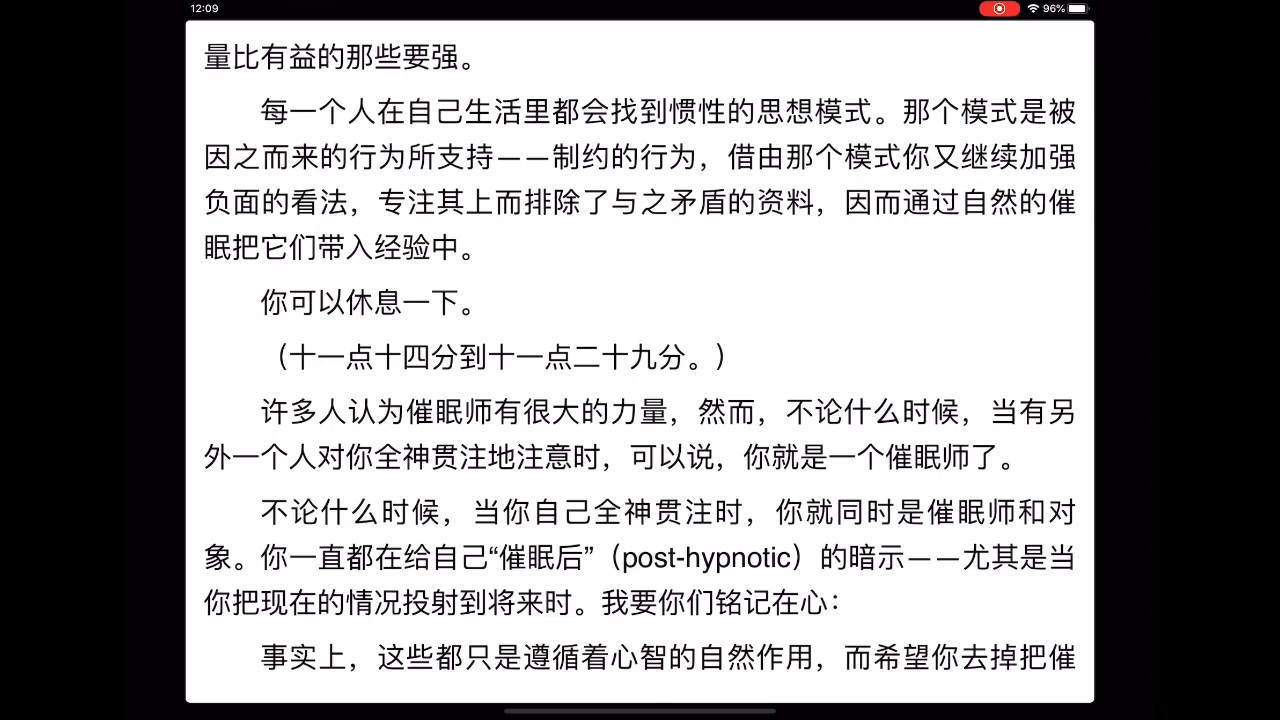 12:09
96%
量比有益的那些要强。
每一个人在自己生活里都会找到惯性的思想模式。那个模式是被
因之而来的行为所支持——制约的行为，借由那个模式你又继续加强
负面的看法，专注其上而排除了与之矛盾的资料，因而通过自然的催
眠把它们带入经验中。
你可以休息一下。
（十一点十四分到十一点二十九分。）
许多人认为催眠师有很大的力量，然而，不论什么时候，当有另
外一个人对你全神贯注地注意时，可以说，你就是一个催眠师了。
不论什么时候，当你自己全神贯注时，你就同时是催眠师和对
象。你一直都在给自己“催眠后”（post-hypnotic）的暗示——尤其是当
你把现在的情况投射到将来时。我要你们铭记在心：
事实上，这些都只是遵循着心智的自然作用，而希望你去掉把催